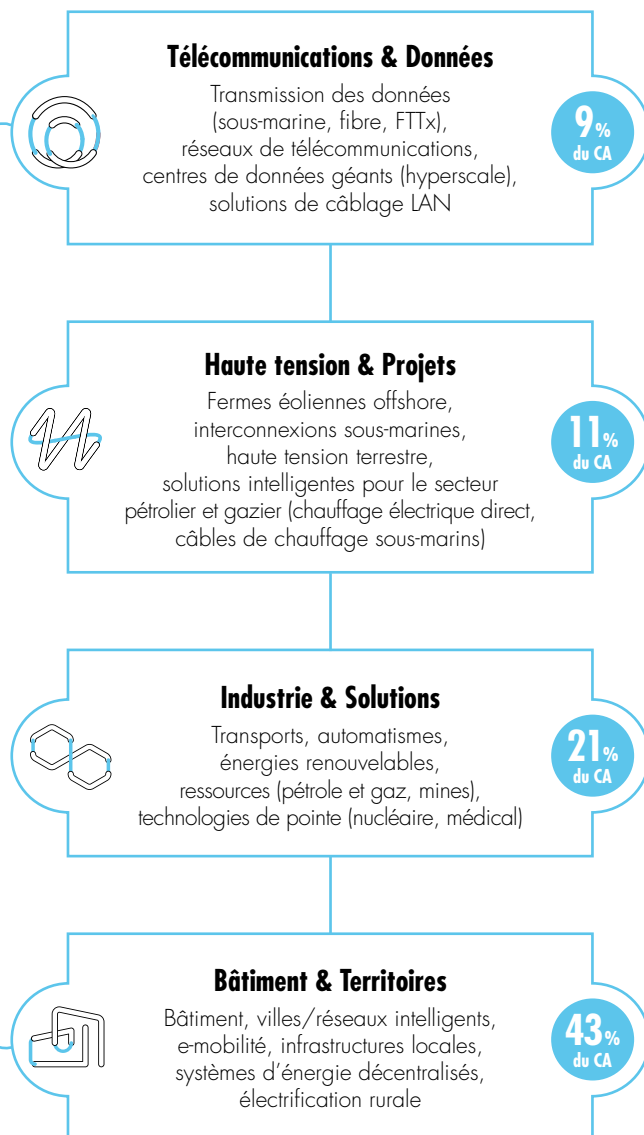 Télécommunications & Données
Transmission des données
(sous-marine, fibre, FTTx),
réseaux de télécommunications,
centres de données géants (hyperscale),
solutions de câblage LAN
9%
du CA
Haute tension & Projets
Fermes éoliennes offshore,
interconnexions sous-marines,
haute tension terrestre,
solutions intelligentes pour le secteur
pétrolier et gazier (chauffage électrique direct,
câbles de chauffage sous-marins)
11%
du CA
Industrie & Solutions
Transports, automatismes,
énergies renouvelables,
ressources (pétrole et gaz, mines),
technologies de pointe (nucléaire, médical)
21%
du CA
Bâtiment & Territoires
Bâtiment, villes/réseaux intelligents,
e-mobilité, infrastructures locales,
systèmes d’énergie décentralisés,
électrification rurale
43%
du CA